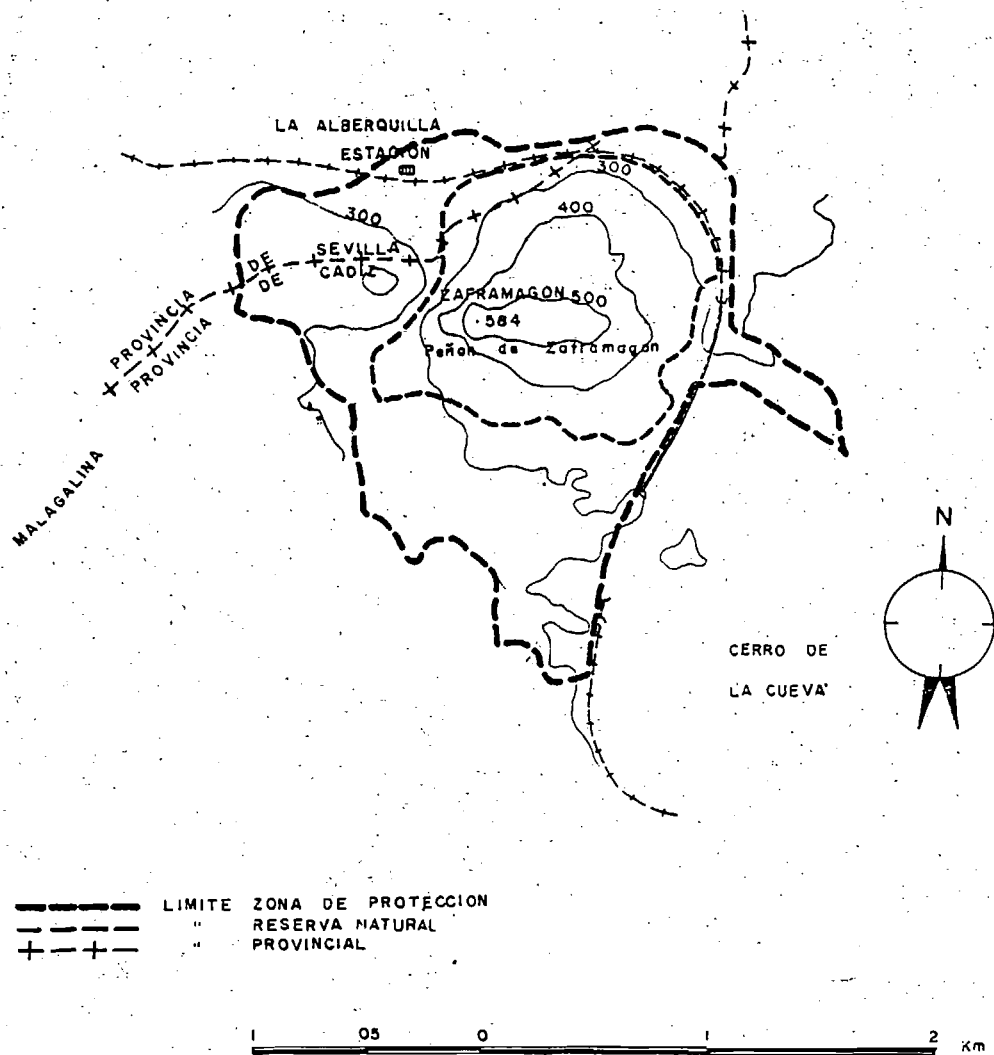 LA ALBERQUILLA
ESTACION
300
300
400
SEVILLA
CADIZ
PROVINCIA DE
PROVINCIA DE
ZAFRAMAGON
500
584
Peñon de Zaframagon
MALAGALINA
N
CERRO DE
LA CUEVA
LIMITE ZONA DE PROTECCION
" RESERVA NATURAL
" PROVINCIAL
1 05 0 1 2 Km